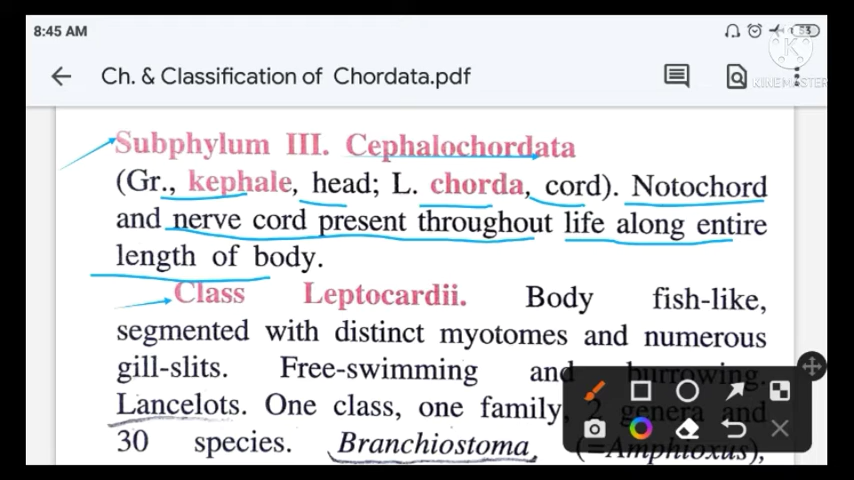 8:45 AM
53
KINEMASTER
Ch. & Classification of Chordata.pdf
Subphylum III. Cephalochordata
(Gr., kephale, head; L. chorda, cord). Notochord
and nerve cord present throughout life along entire
length of body.
Class Leptocardii. Body fish-like,
segmented with distinct myotomes and numerous
gill-slits. Free-swimming and burrowing.
Lancelots. One class, one family, 2 genera and
30 species. Branchiostoma (=Amphioxus),